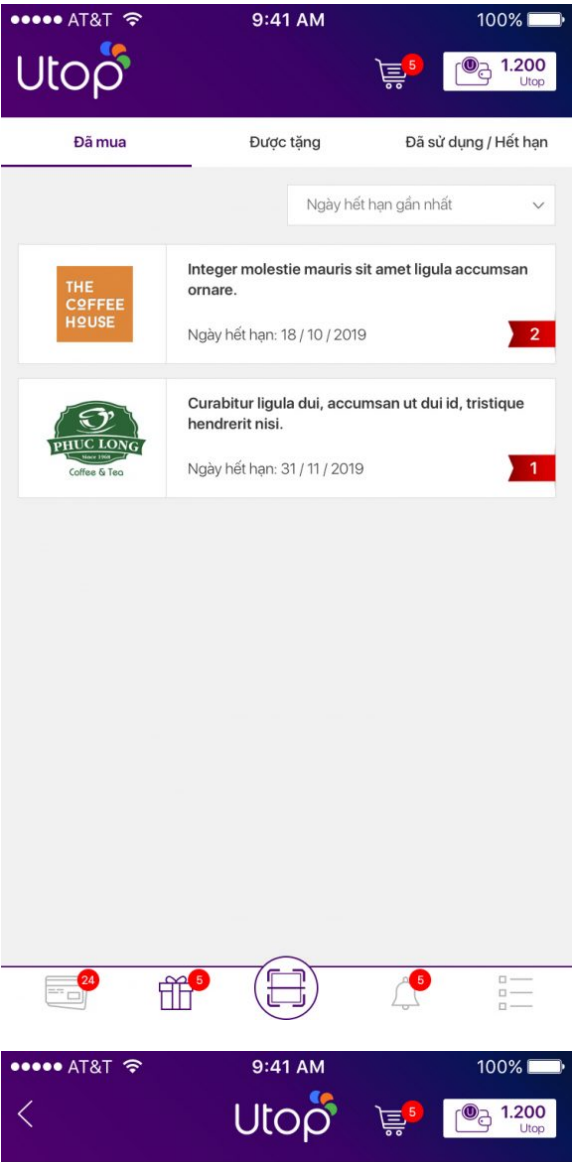 AT&T 9:41 AM 100%
Utop 5 U 1.200
Utop
Đã mua Được tặng Đã sử dụng / Hết hạn
Ngày hết hạn gần nhất
THE
COFFEE
HOUSE
Integer molestie mauris sit amet ligula accumsan
ornare.
Ngày hết hạn: 18 / 10 / 2019 2
PHUC LONG
Since 1968
Coffee & Tea
Curabitur ligula dui, accumsan ut dui id, tristique
hendrerit nisi.
Ngày hết hạn: 31 / 11 / 2019 1
24 5 5
AT&T 9:41 AM 100%
Utop 5 U 1.200
Utop